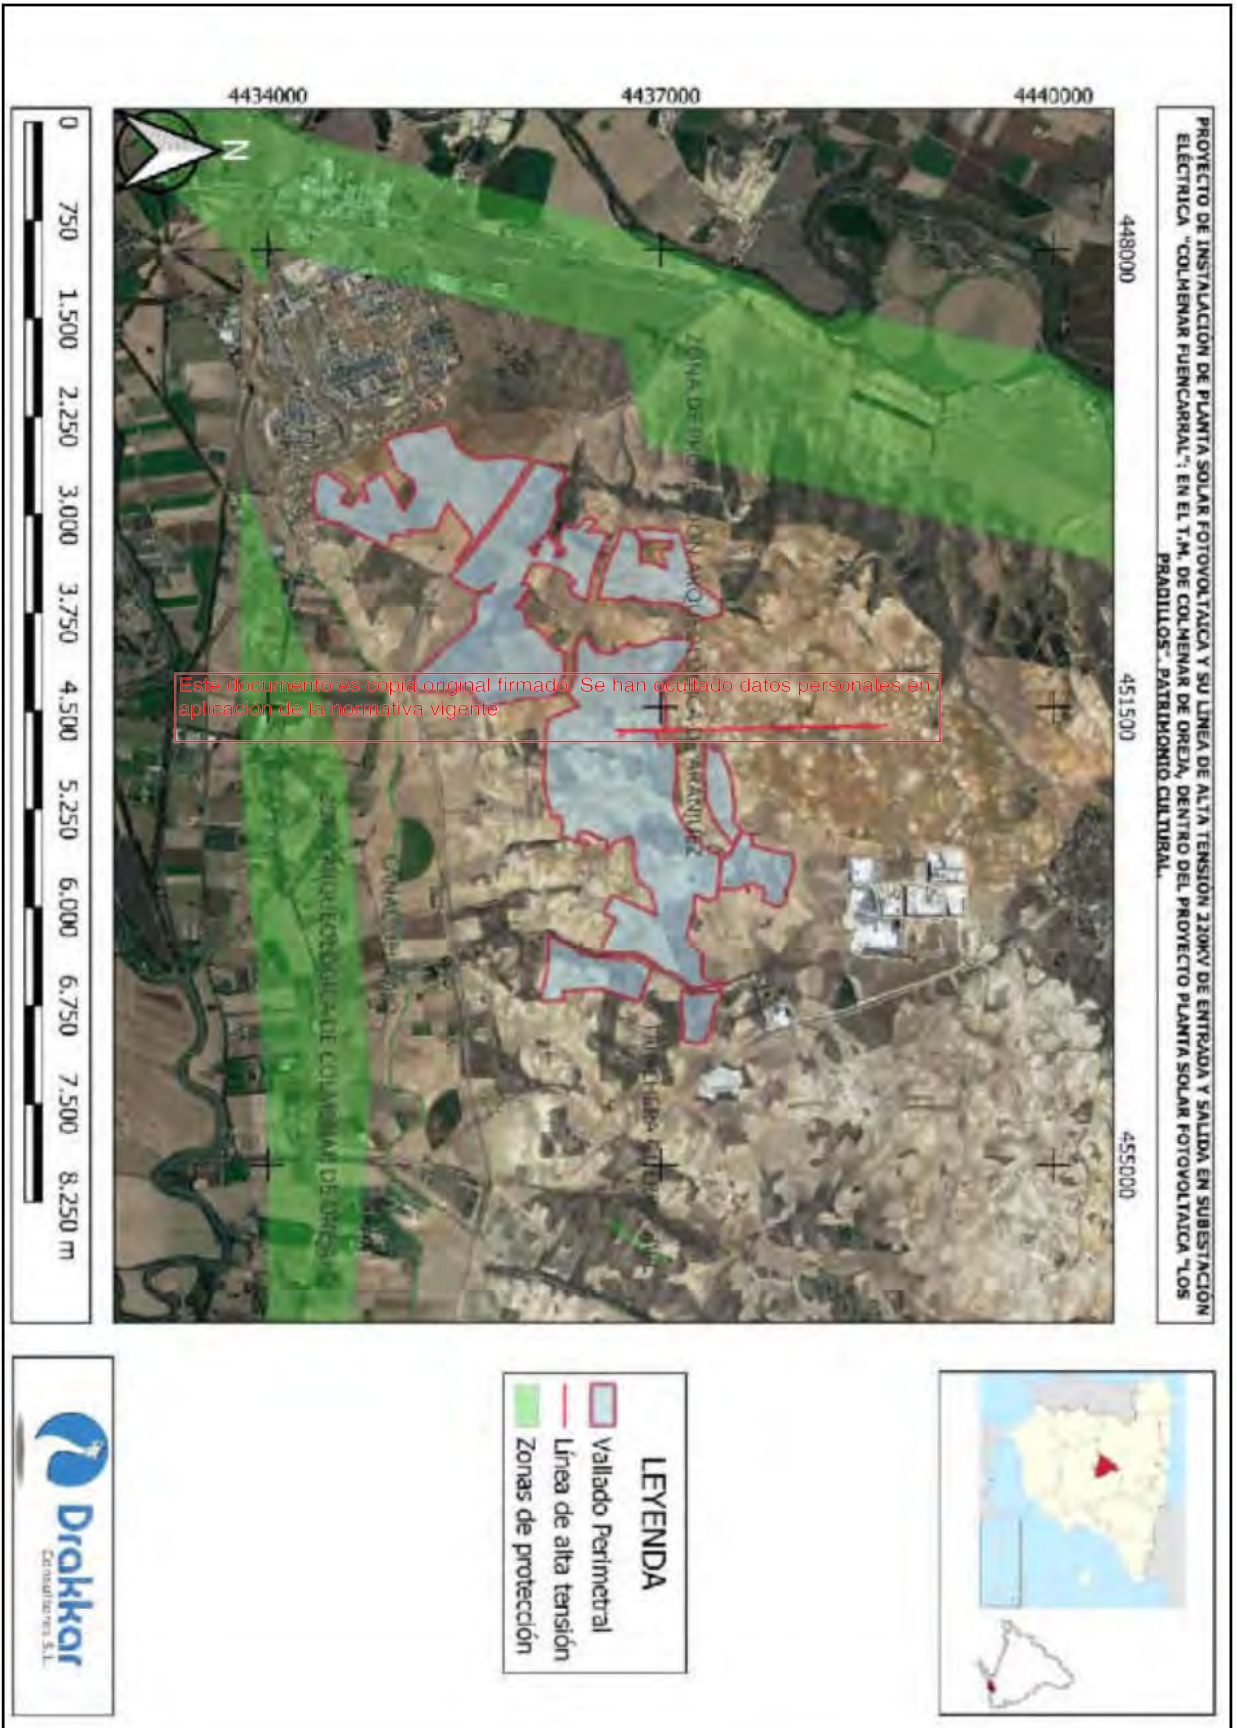 PROYECTO DE INSTALACIÓN DE PLANTA SOLAR FOTOVOLTAICA Y SU LÍNEA DE ALTA TENSIÓN 220KV DE ENTRADA Y SALIDA EN SUBESTACIÓN
ELÉCTRICA "COLMENAR FUENCARRAL"; EN EL T.M. DE COLMENAR DE OREJA, DENTRO DEL PROYECTO PLANTA SOLAR FOTOVOLTAICA "LOS
PRADILLOS". PATRIMONIO CULTURAL.
448000
451500
455000
4440000
4437000
4434000
ZONA DE
DE ARANJUEZ
ARQUEOLÓGICA DE COLMENAR DE OREJA
CANAL
N
0
750
1.500
2.250
3.000
3.750
4.500
5.250
6.000
6.750
7.500
8.250 m
Este documento es copia original firmado. Se han ocultado datos personales en
aplicación de la normativa vigente
LEYENDA
Vallado Perimetral
Línea de alta tensión
Zonas de protección
Drakkar
Consultores S.L.